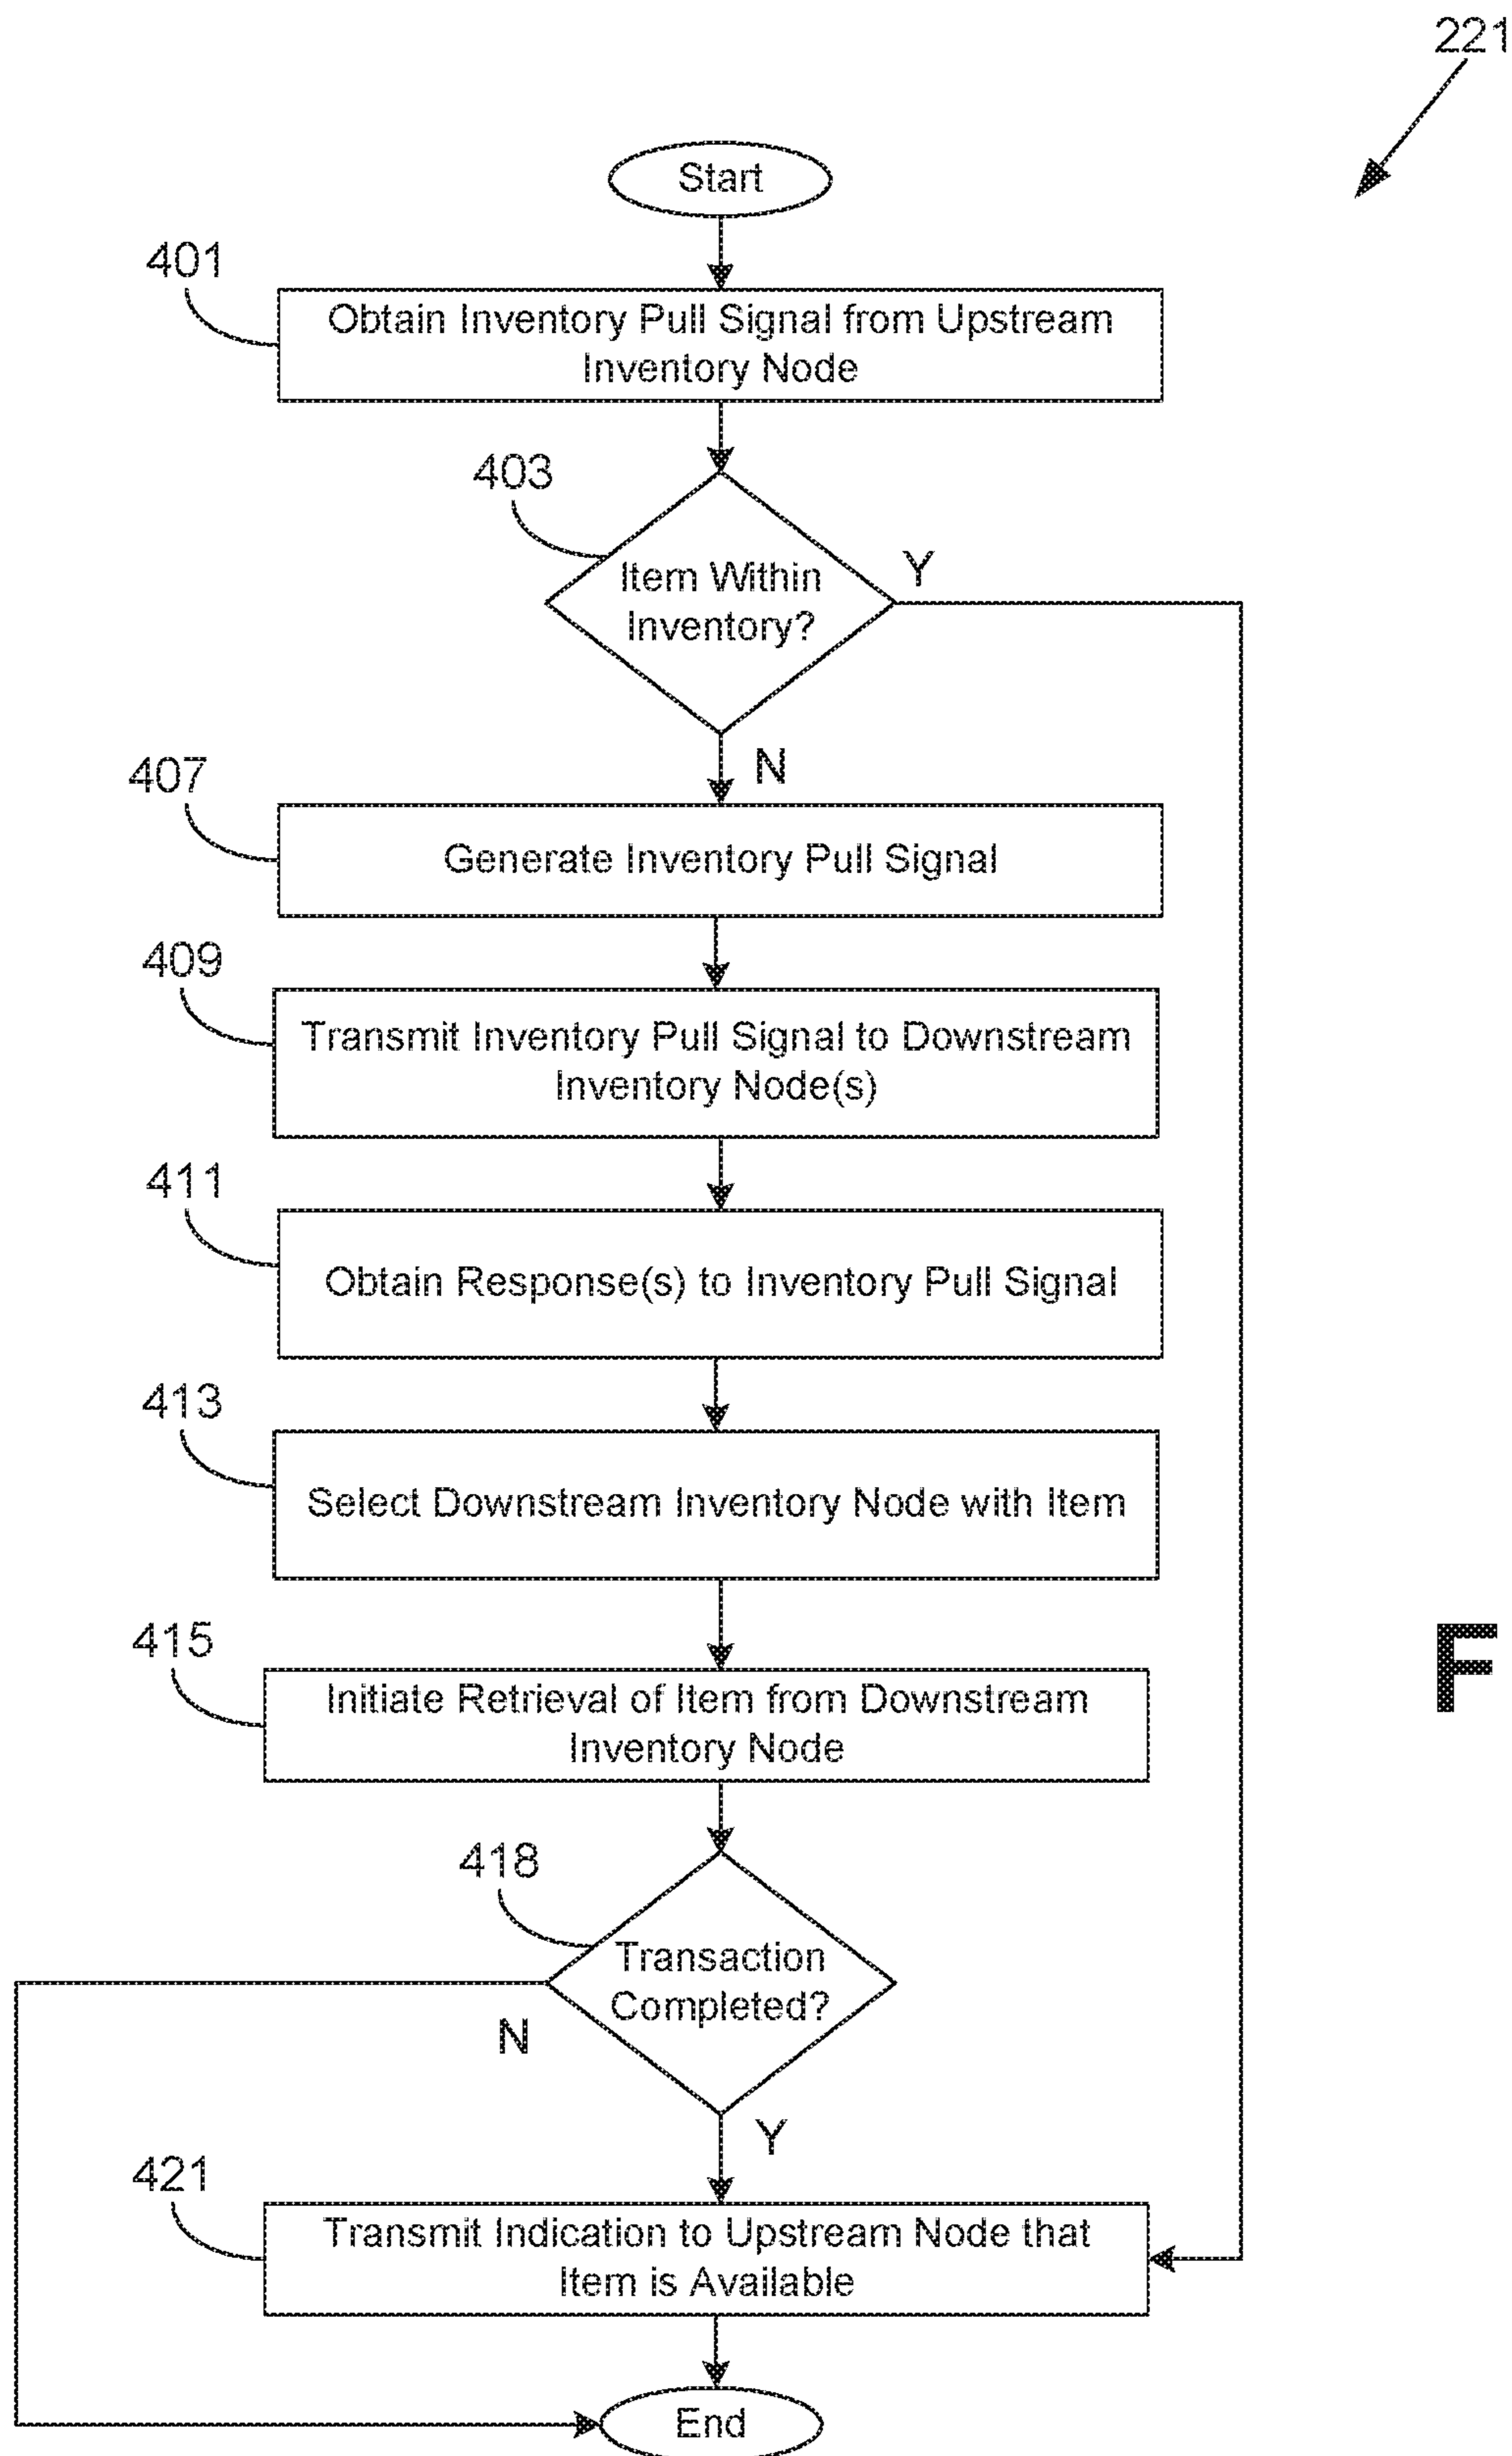 221
Start
401
Obtain Inventory Pull Signal from Upstream
Inventory Node
403
Item Within
Inventory?
Y
N
407
Generate Inventory Pull Signal
409
Transmit Inventory Pull Signal to Downstream
Inventory Node(s)
411
Obtain Response(s) to Inventory Pull Signal
413
Select Downstream Inventory Node with Item
415
Initiate Retrieval of Item from Downstream
Inventory Node
F
418
Transaction
Completed?
N
Y
421
Transmit Indication to Upstream Node that
Item is Available
End